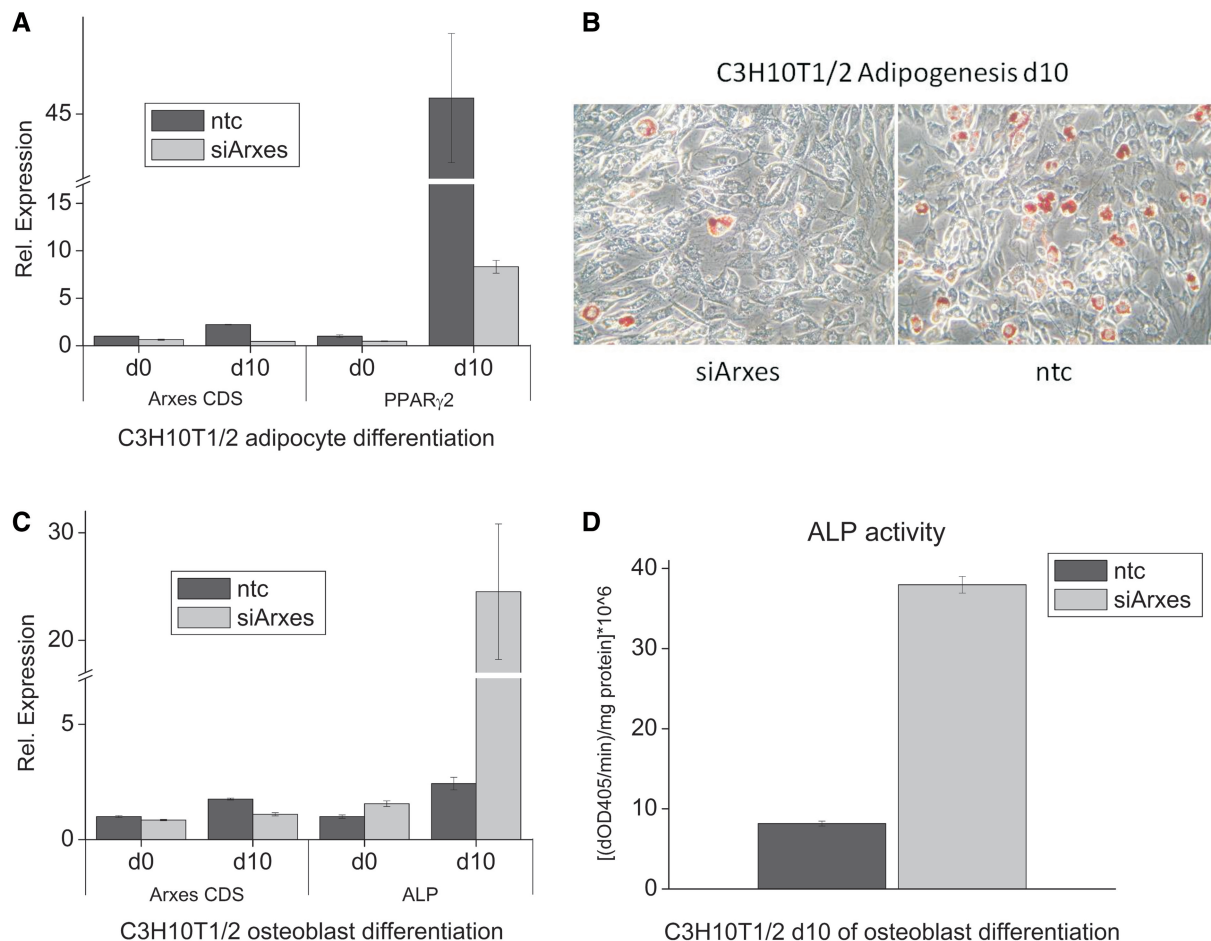 A
Rel. Expression
45
15
10
5
0
ntc
siArxes
d0
d10
d0
d10
Arxes CDS
PPARγ2
C3H10T1/2 adipocyte differentiation
B
C3H10T1/2 Adipogenesis d10
siArxes
ntc
C
Rel. Expression
30
20
5
0
ntc
siArxes
d0
d10
d0
d10
Arxes CDS
ALP
C3H10T1/2 osteoblast differentiation
D
ALP activity
[(dOD405/min)/mg protein]*10^6
40
30
20
10
0
ntc
siArxes
C3H10T1/2 d10 of osteoblast differentiation